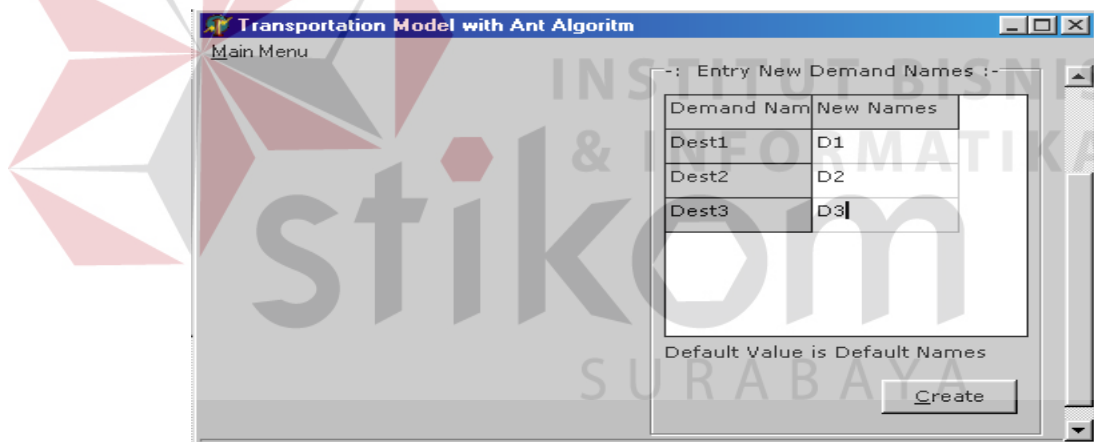 Transportation Model with Ant Algoritm
Main Menu
-: Entry New Demand Names :-
Demand Nam New Names
Dest1 D1
Dest2 D2
Dest3 D3
Default Value is Default Names
Create
INSTITUT BISNIS
& INFORMATIKA
stikom
SURABAYA